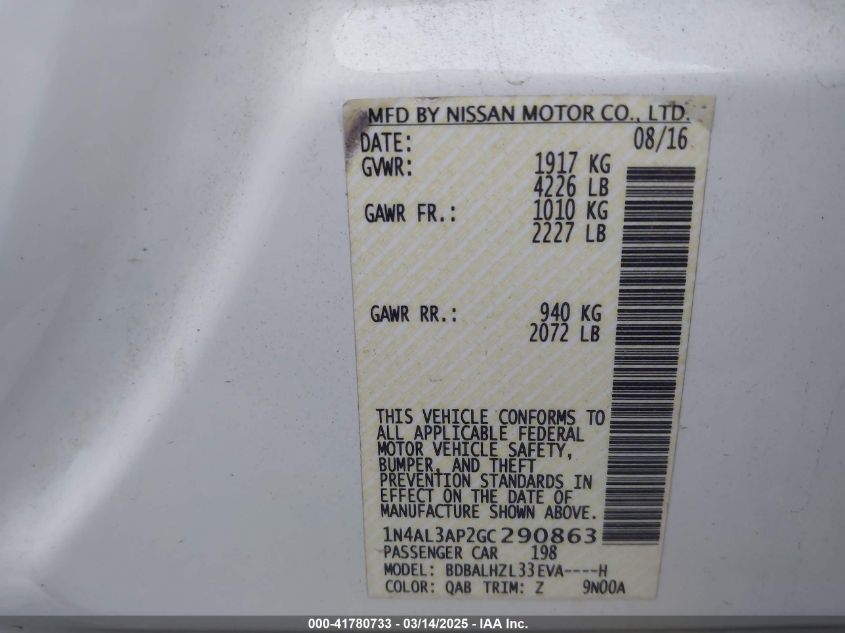 MFD BY NISSAN MOTOR CO., LTD.
DATE: 08/16
GVWR: 1917 KG
4226 LB
GAWR FR.: 1010 KG
2227 LB
GAWR RR.: 940 KG
2072 LB
THIS VEHICLE CONFORMS TO
ALL APPLICABLE FEDERAL
MOTOR VEHICLE SAFETY,
BUMPER, AND THEFT
PREVENTION STANDARDS IN
EFFECT ON THE DATE OF
MANUFACTURE SHOWN ABOVE.
1N4AL3AP2GC290863
PASSENGER CAR 198
MODEL: BDBALHZL33EVA----H
COLOR: QAB TRIM: Z 9N00A
000-41780733 - 03/14/2025 - IAA Inc.